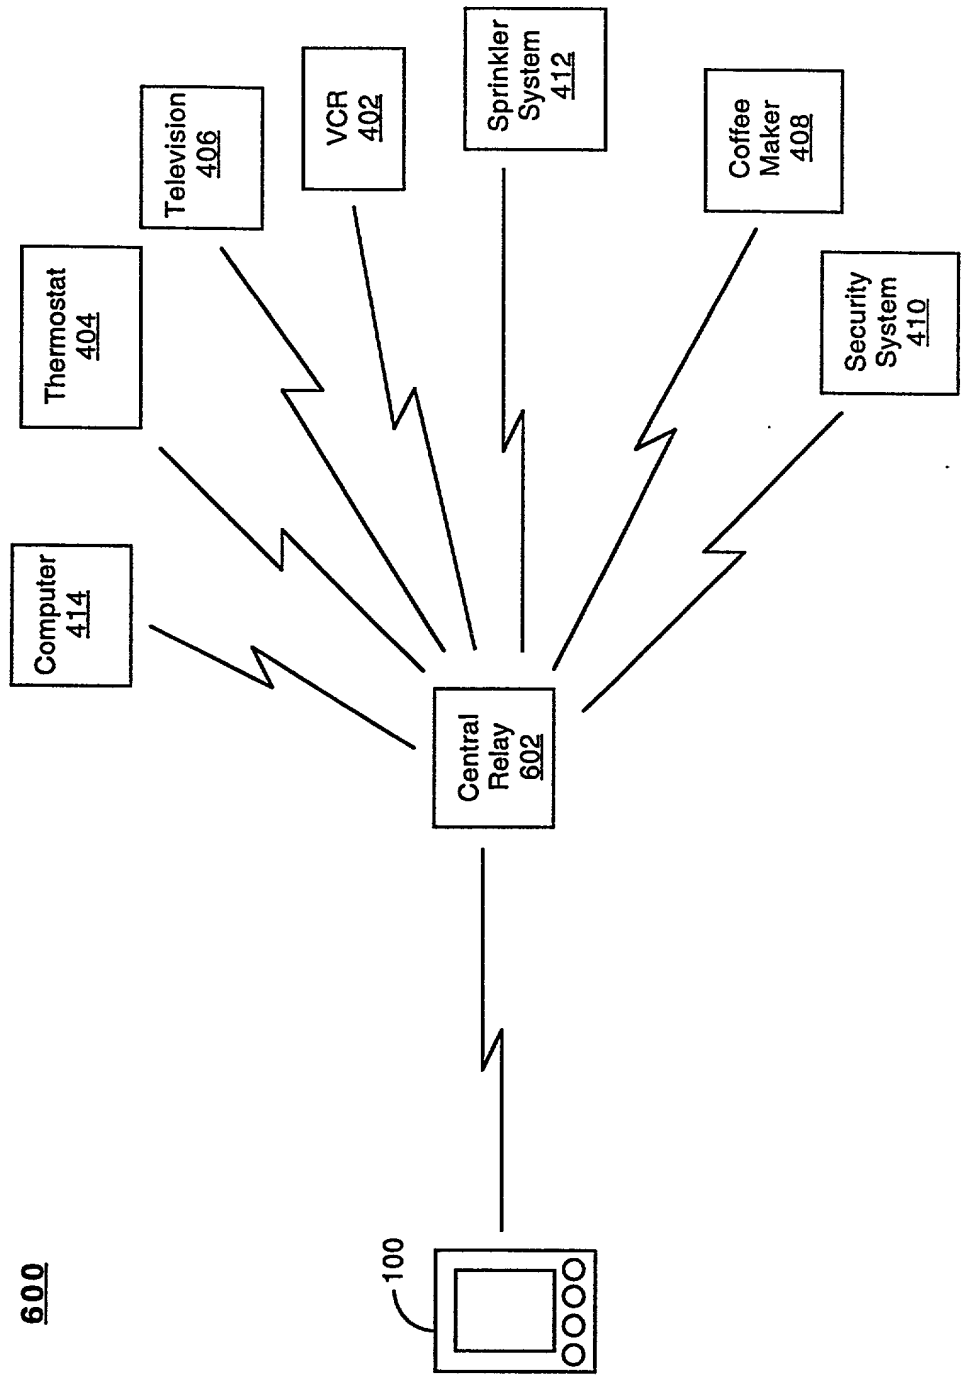 600
100
Central
Relay
602
Computer
414
Thermostat
404
Television
406
VCR
402
Sprinkler
System
412
Coffee
Maker
408
Security
System
410